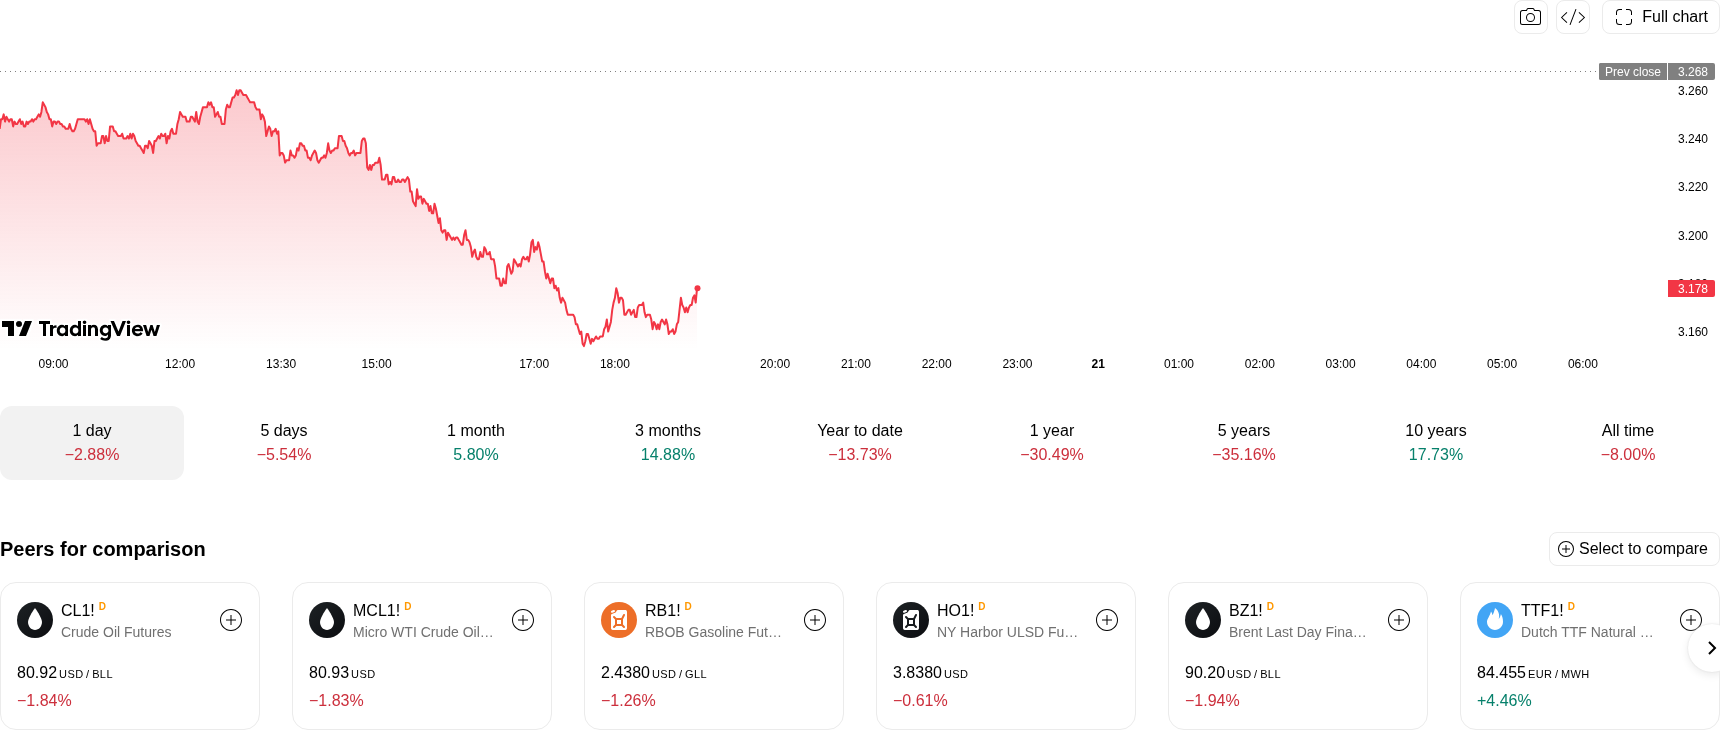 Full chart
Prev close 3.268
3.260
3.240
3.220
3.200
3.178
3.160
TradingView
09:00 12:00 13:30 15:00 17:00 18:00 20:00 21:00 22:00 23:00 21 01:00 02:00 03:00 04:00 05:00 06:00
1 day 5 days 1 month 3 months Year to date 1 year 5 years 10 years All time
−2.88% −5.54% 5.80% 14.88% −13.73% −30.49% −35.16% 17.73% −8.00%
Peers for comparison
Select to compare
CL1! D
Crude Oil Futures
80.92 USD / BLL
−1.84%
MCL1! D
Micro WTI Crude Oil…
80.93 USD
−1.83%
RB1! D
RBOB Gasoline Fut…
2.4380 USD / GLL
−1.26%
HO1! D
NY Harbor ULSD Fu…
3.8380 USD
−0.61%
BZ1! D
Brent Last Day Fina…
90.20 USD / BLL
−1.94%
TTF1! D
Dutch TTF Natural …
84.455 EUR / MWH
+4.46%